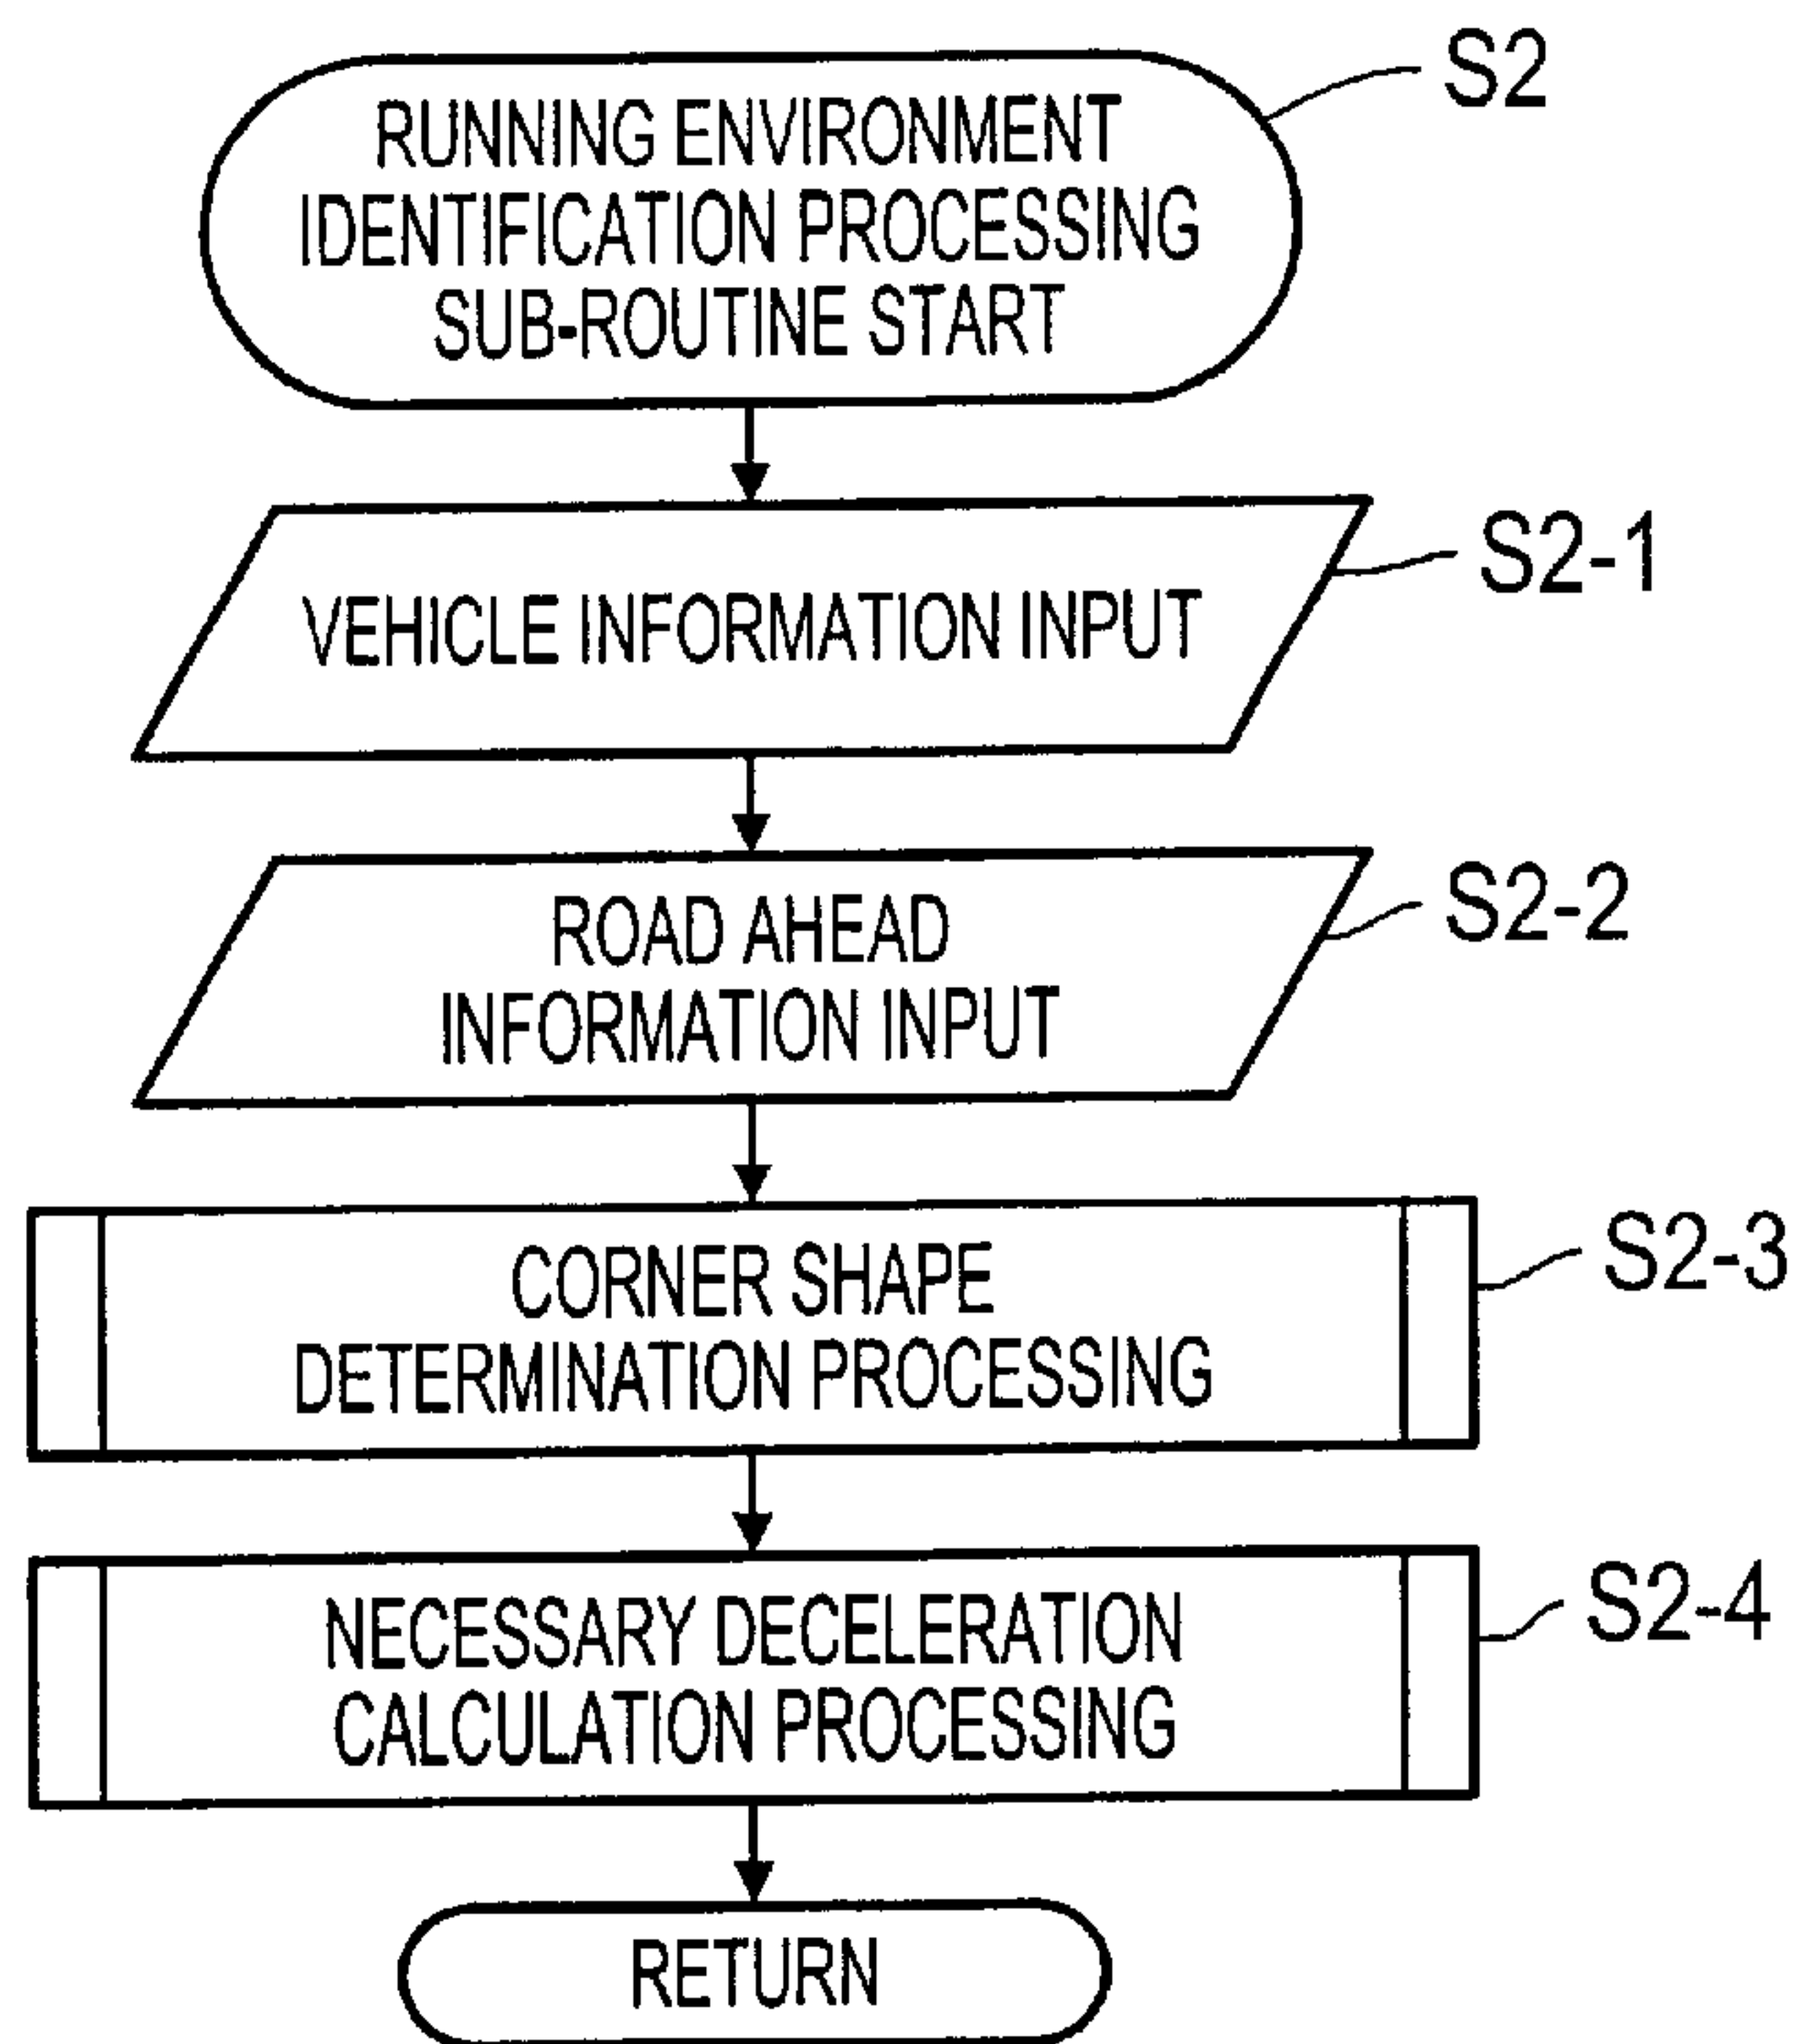 S2
RUNNING ENVIRONMENT
IDENTIFICATION PROCESSING
SUB-ROUTINE START
S2-1
VEHICLE INFORMATION INPUT
S2-2
ROAD AHEAD
INFORMATION INPUT
S2-3
CORNER SHAPE
DETERMINATION PROCESSING
S2-4
NECESSARY DECELERATION
CALCULATION PROCESSING
RETURN